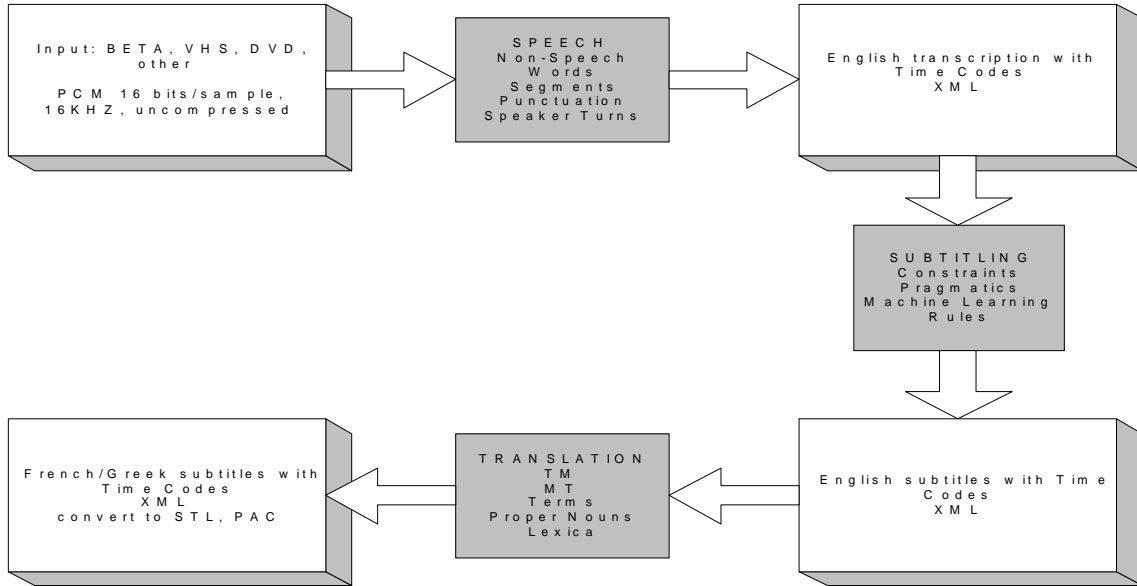 Input: BETA, VHS, DVD,
other
PCM 16 bits/sample,
16KHZ, uncompressed
SPEECH
Non-Speech
Words
Segments
Punctuation
Speaker Turns
English transcription with
Time Codes
XML
SUBTITLING
Constraints
Pragmatics
Machine Learning
Rules
English subtitles with Time
Codes
XML
TRANSLATION
TM
MT
Terms
Proper Nouns
Lexica
French/Greek subtitles with
Time Codes
XML
convert to STL, PAC